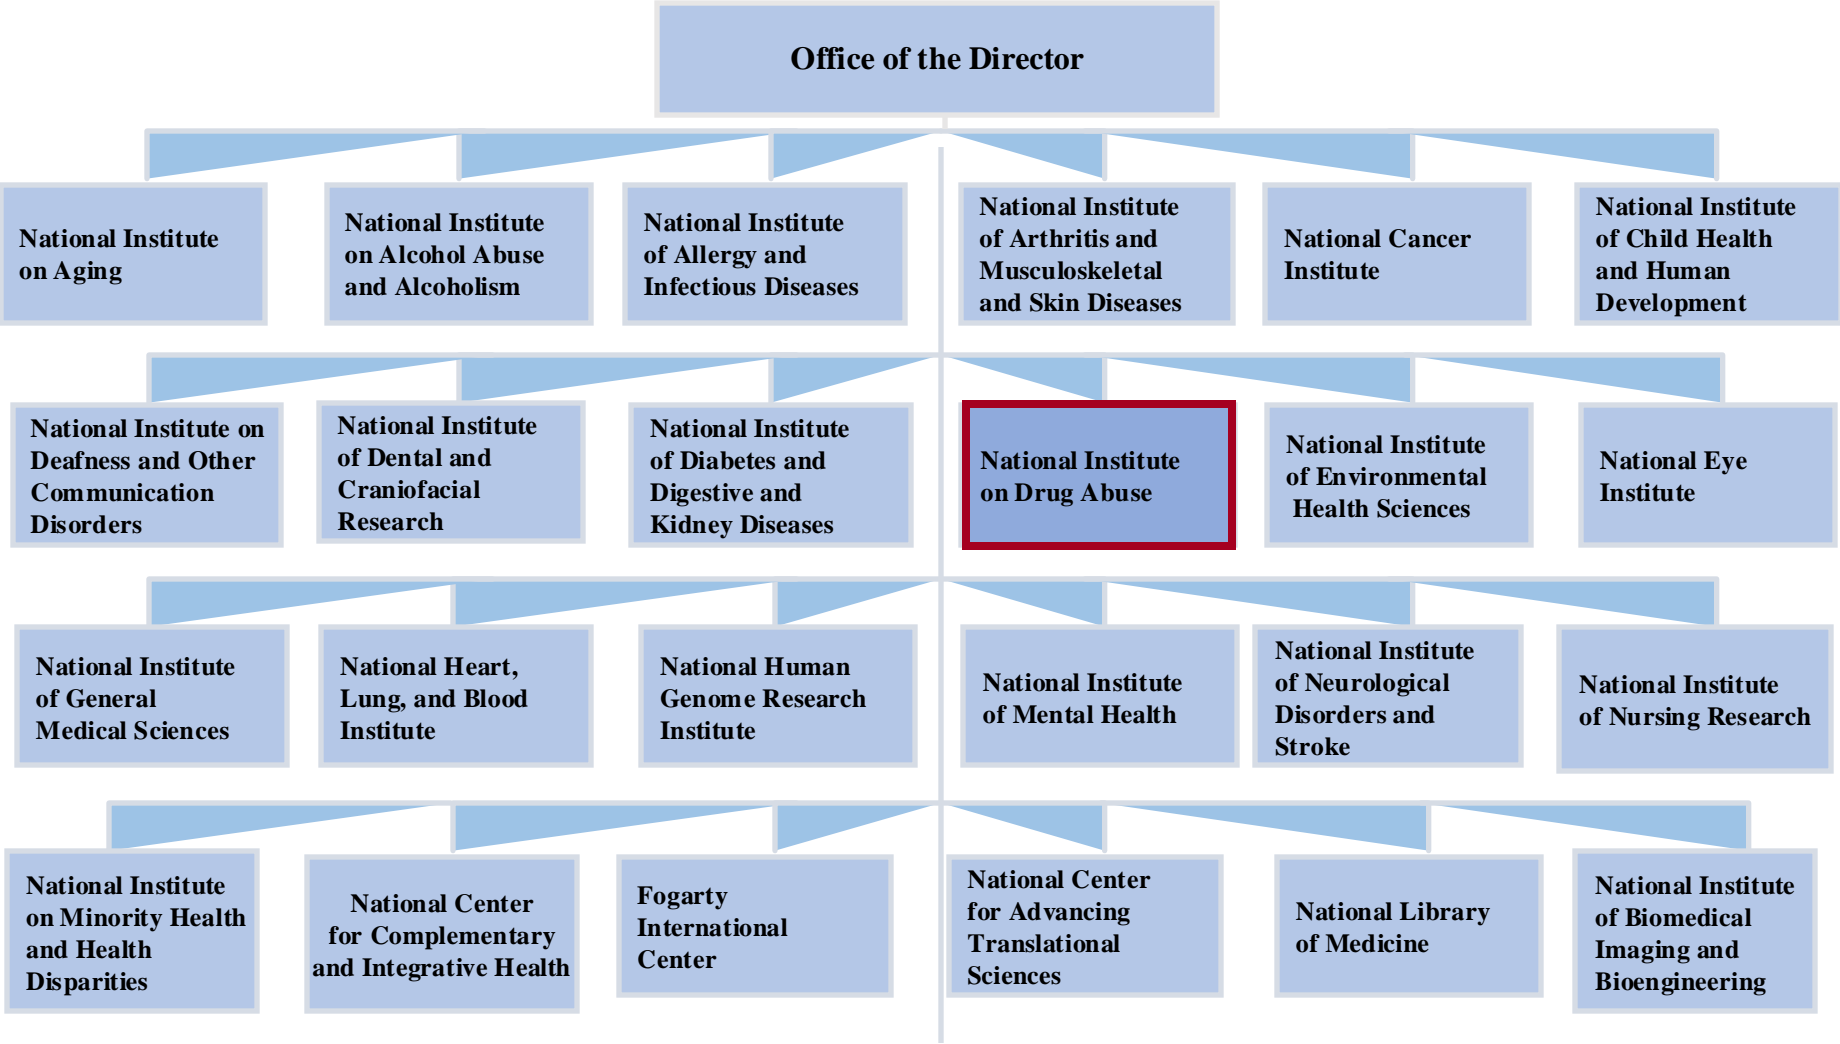 Office of the Director
National Institute
on Aging
National Institute
on Alcohol Abuse
and Alcoholism
National Institute
of Allergy and
Infectious Diseases
National Institute
of Arthritis and
Musculoskeletal
and Skin Diseases
National Cancer
Institute
National Institute
of Child Health
and Human
Development
National Institute on
Deafness and Other
Communication
Disorders
National Institute
of Dental and
Craniofacial
Research
National Institute
of Diabetes and
Digestive and
Kidney Diseases
National Institute
on Drug Abuse
National Institute
of Environmental
Health Sciences
National Eye
Institute
National Institute
of General
Medical Sciences
National Heart,
Lung, and Blood
Institute
National Human
Genome Research
Institute
National Institute
of Mental Health
National Institute
of Neurological
Disorders and
Stroke
National Institute
of Nursing Research
National Institute
on Minority Health
and Health
Disparities
National Center
for Complementary
and Integrative Health
Fogarty
International
Center
National Center
for Advancing
Translational
Sciences
National Library
of Medicine
National Institute
of Biomedical
Imaging and
Bioengineering